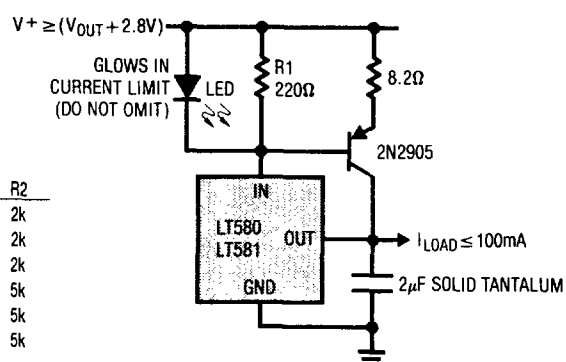 V+ ≥ (VOUT + 2.8V)
GLOWS IN
CURRENT LIMIT
(DO NOT OMIT)
LED
R1
220Ω
8.2Ω
2N2905
IN
LT580
LT581
OUT
GND
ILOAD ≤ 100mA
2μF SOLID TANTALUM
R2
2k
2k
2k
5k
5k
5k